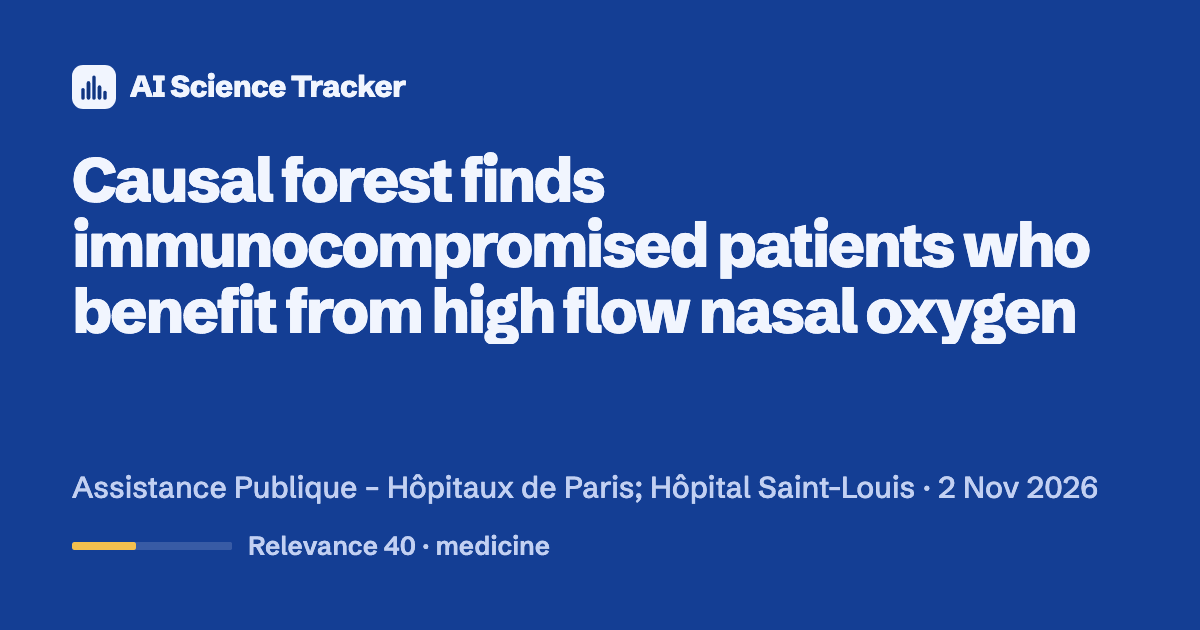 AI Science Tracker
Causal forest finds
immunocompromised patients who
benefit from high flow nasal oxygen
Assistance Publique – Hôpitaux de Paris; Hôpital Saint-Louis · 2 Nov 2026
Relevance 40 · medicine